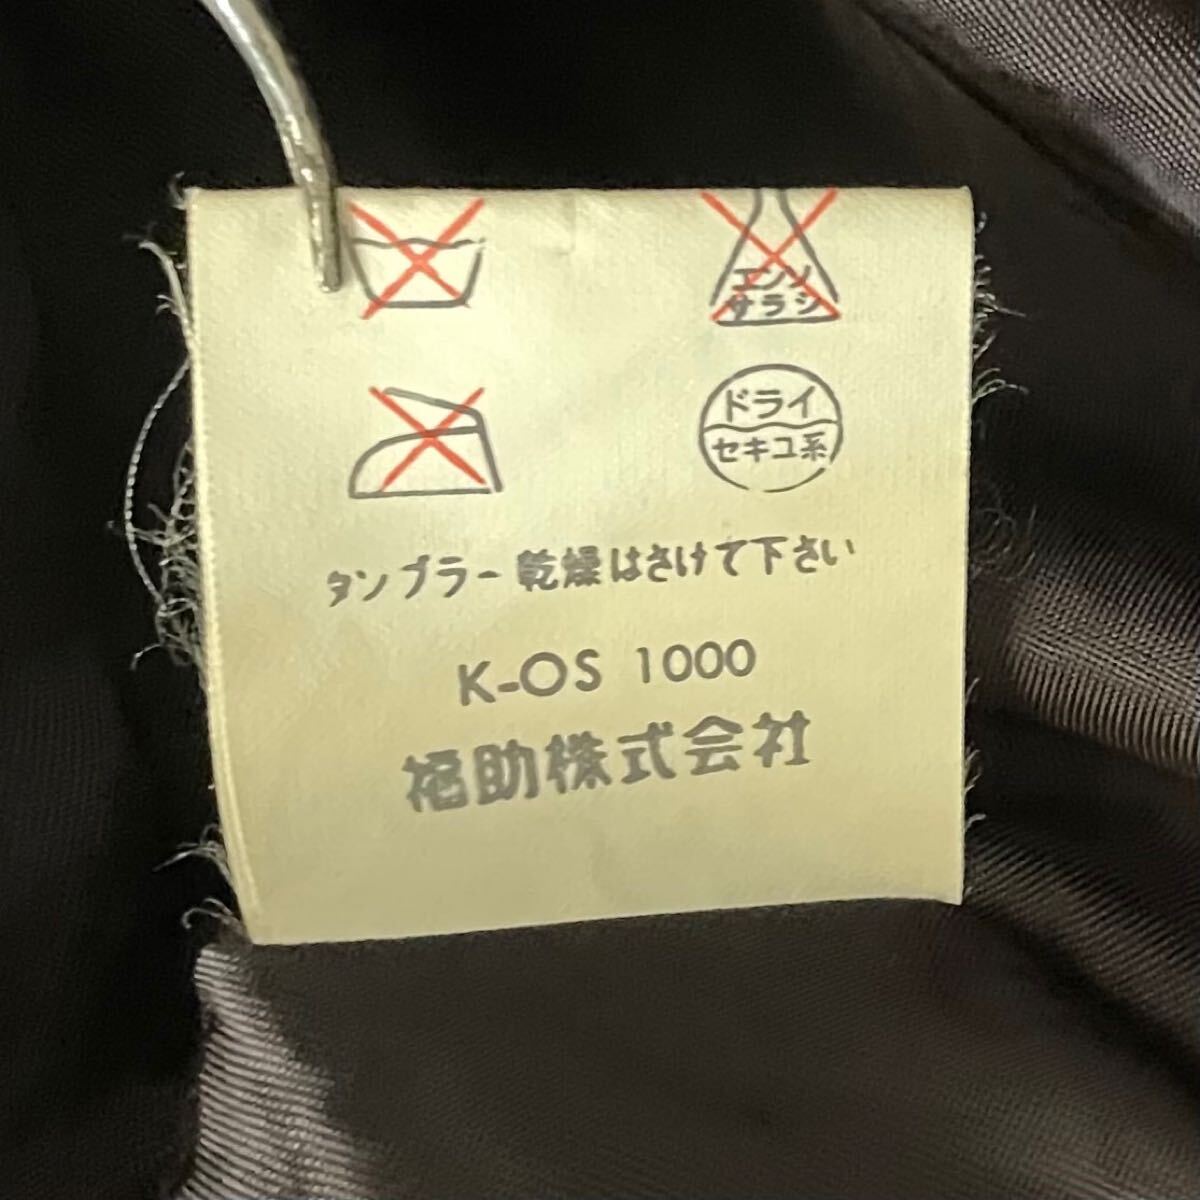 エンソ
サラシ
ドライ
セキユ系
タンブラー乾燥はさけて下さい
K-OS 1000
福助株式会社